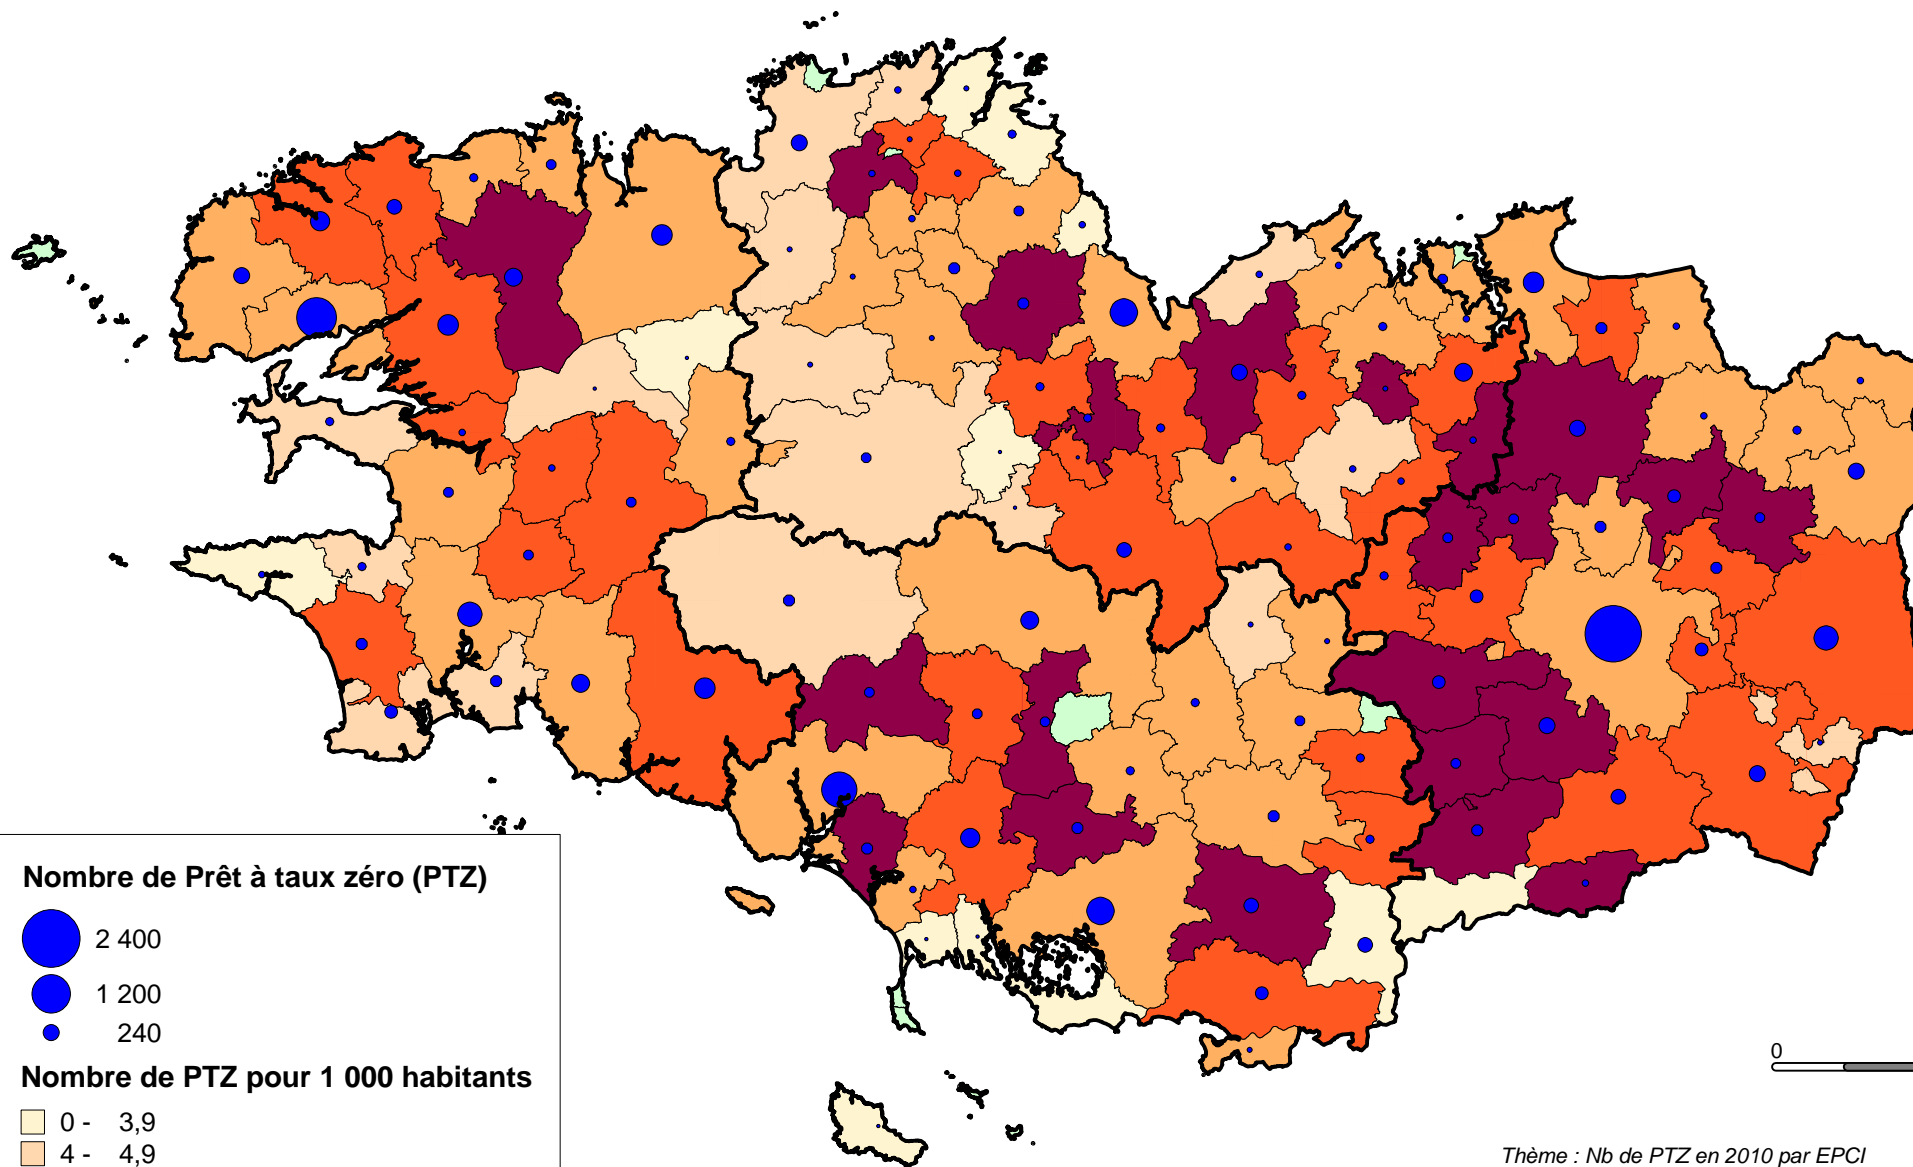 Nombre de Prêt à taux zéro (PTZ)
2 400
1 200
240
Nombre de PTZ pour 1 000 habitants
0 - 3,9
4 - 4,9
0
Thème : Nb de PTZ en 2010 par EPCI